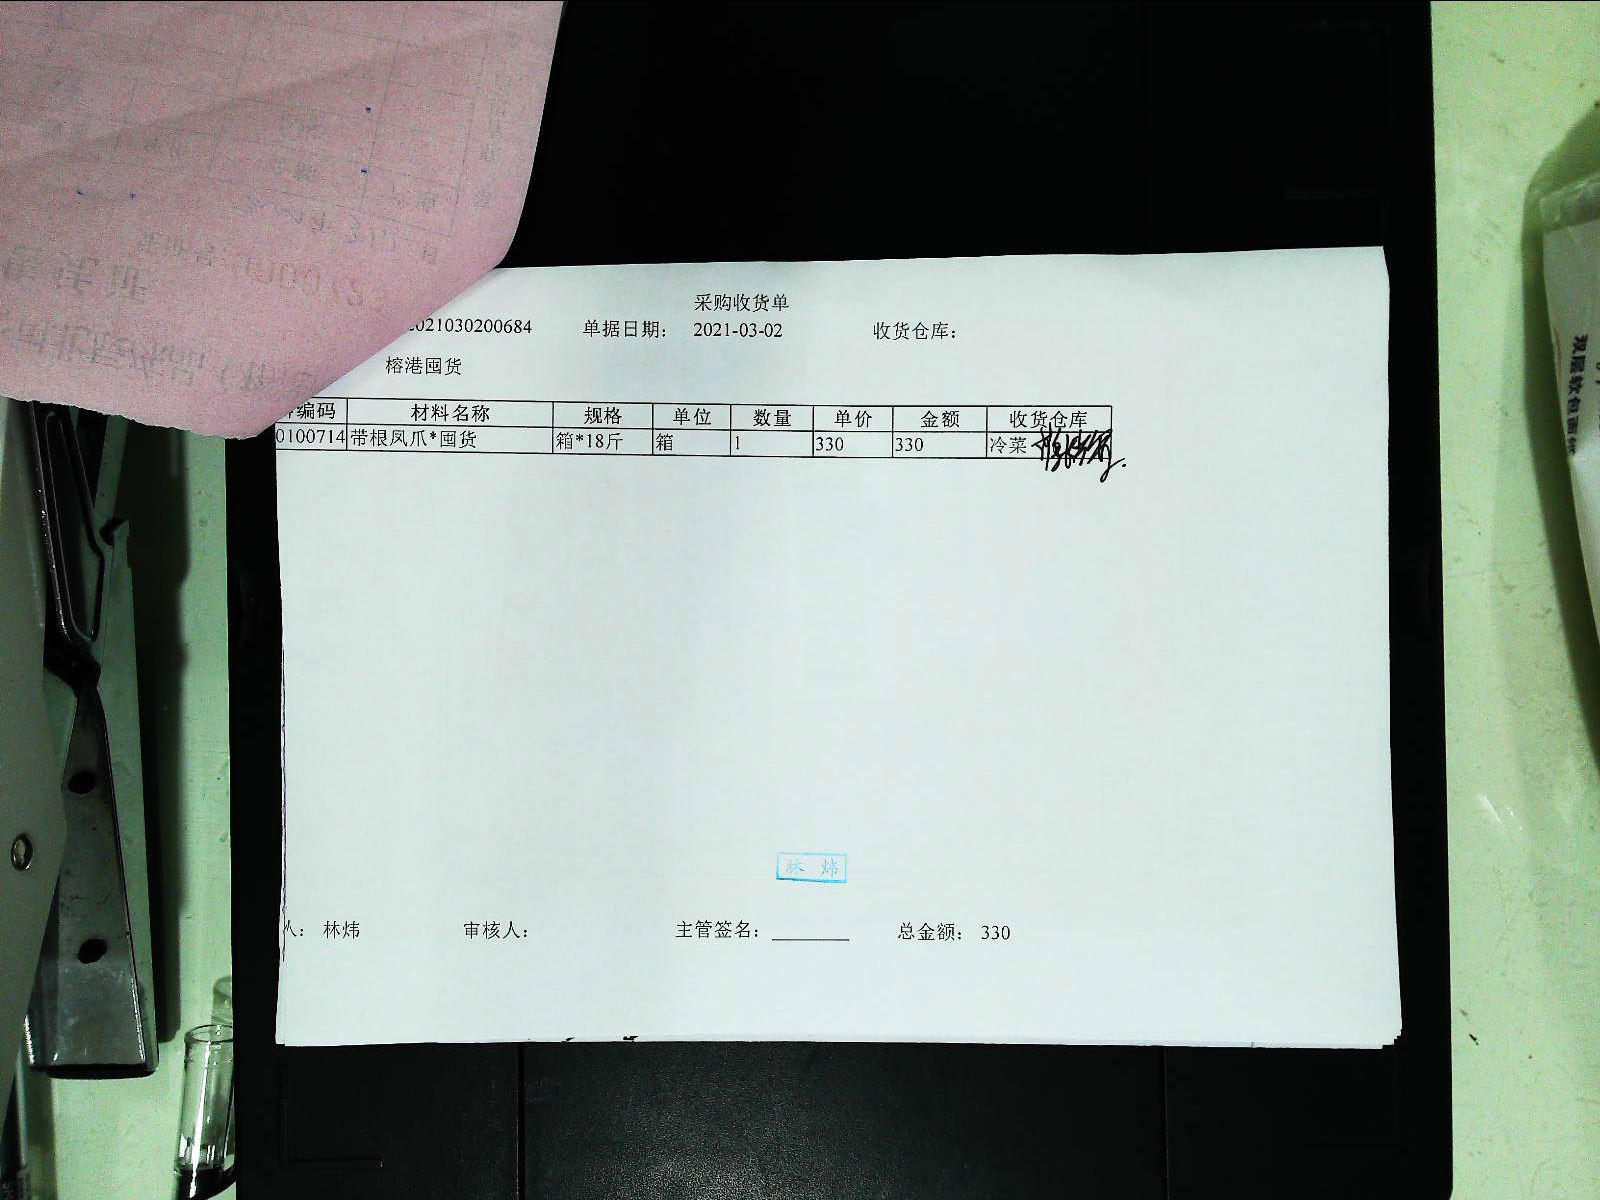 采购收货单
2021030200684 单据日期： 2021-03-02 收货仓库：
榕港囤货
编码 材料名称 规格 单位 数量 单价 金额 收货仓库
0100714 带根凤爪*囤货 箱*18斤 箱 1 330 330 冷菜
林 炜
人： 林炜 审核人： 主管签名： 总金额： 330